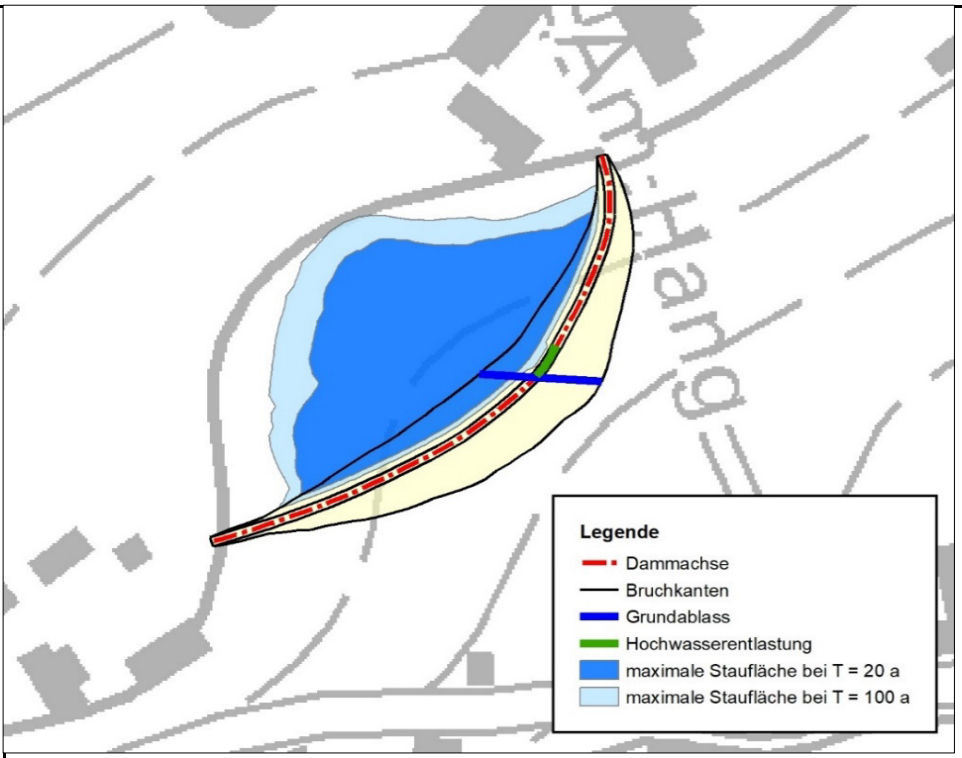 Am Hang
Legende
Dammachse
Bruchkanten
Grundablass
Hochwasserentlastung
maximale Staufläche bei T = 20 a
maximale Staufläche bei T = 100 a